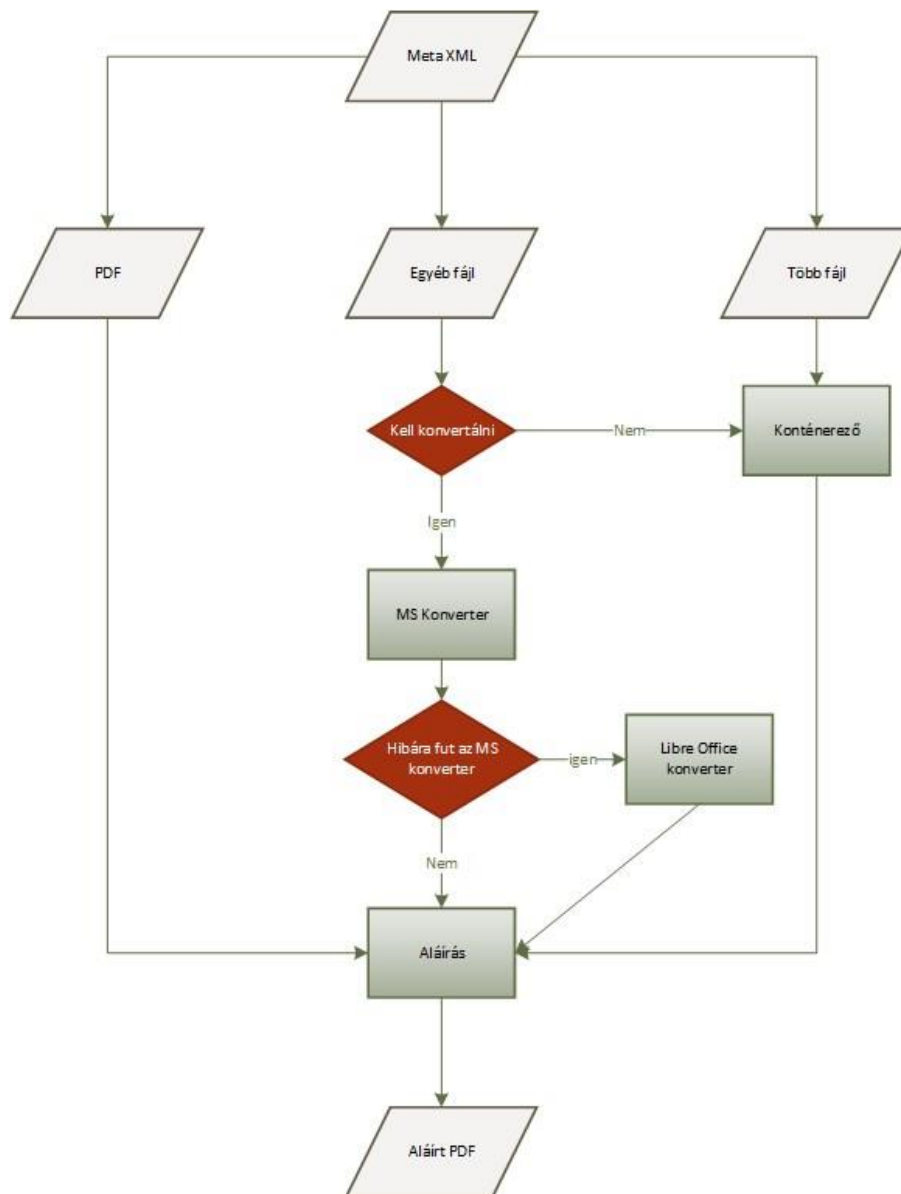 Meta XML
PDF
Egyéb fájl
Több fájl
Kell konvertálni
Nem
Konténerező
Igen
MS Konverter
Hibára fut az MS
konverter
igen
Libre Office
konverter
Nem
Aláírás
Aláírt PDF